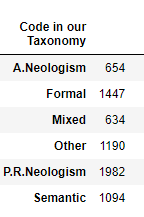 Code in our
Taxonomy
A.Neologism 654
Formal 1447
Mixed 634
Other 1190
P.R.Neologism 1982
Semantic 1094